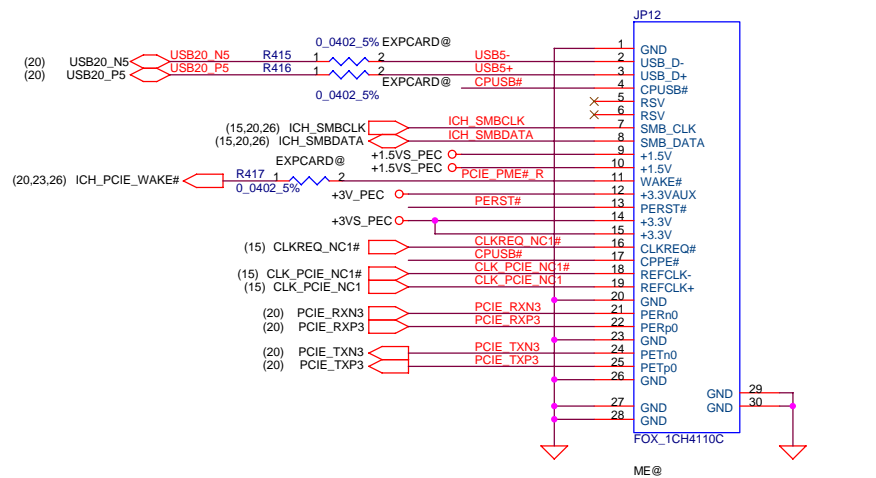 JP12
0_0402_5% EXPCARD@
(20) USB20_N5 USB20_N5 R415 1 2 USB5- 1 GND
2 USB_D-
(20) USB20_P5 USB20_P5 R416 1 2 USB5+ 3 USB_D+
EXPCARD@ CPUSB# 4 CPUSB#
0_0402_5% 5 RSV
6 RSV
(15,20,26) ICH_SMBCLK ICH_SMBCLK 7 SMB_CLK
(15,20,26) ICH_SMBDATA ICH_SMBDATA 8 SMB_DATA
+1.5VS_PEC 9 +1.5V
+1.5VS_PEC 10 +1.5V
EXPCARD@
(20,23,26) ICH_PCIE_WAKE# R417 1 2 PCIE_PME#_R 11 WAKE#
0_0402_5%
+3V_PEC 12 +3.3VAUX
PERST# 13 PERST#
+3VS_PEC 14 +3.3V
15 +3.3V
(15) CLKREQ_NC1# CLKREQ_NC1# 16 CLKREQ#
CPUSB# 17 CPPE#
(15) CLK_PCIE_NC1# CLK_PCIE_NC1# 18 REFCLK-
(15) CLK_PCIE_NC1 CLK_PCIE_NC1 19 REFCLK+
20 GND
(20) PCIE_RXN3 PCIE_RXN3 21 PERn0
(20) PCIE_RXP3 PCIE_RXP3 22 PERp0
23 GND
(20) PCIE_TXN3 PCIE_TXN3 24 PETn0
(20) PCIE_TXP3 PCIE_TXP3 25 PETp0
26 GND
GND 29
27 GND GND 30
28 GND
FOX_1CH4110C
ME@